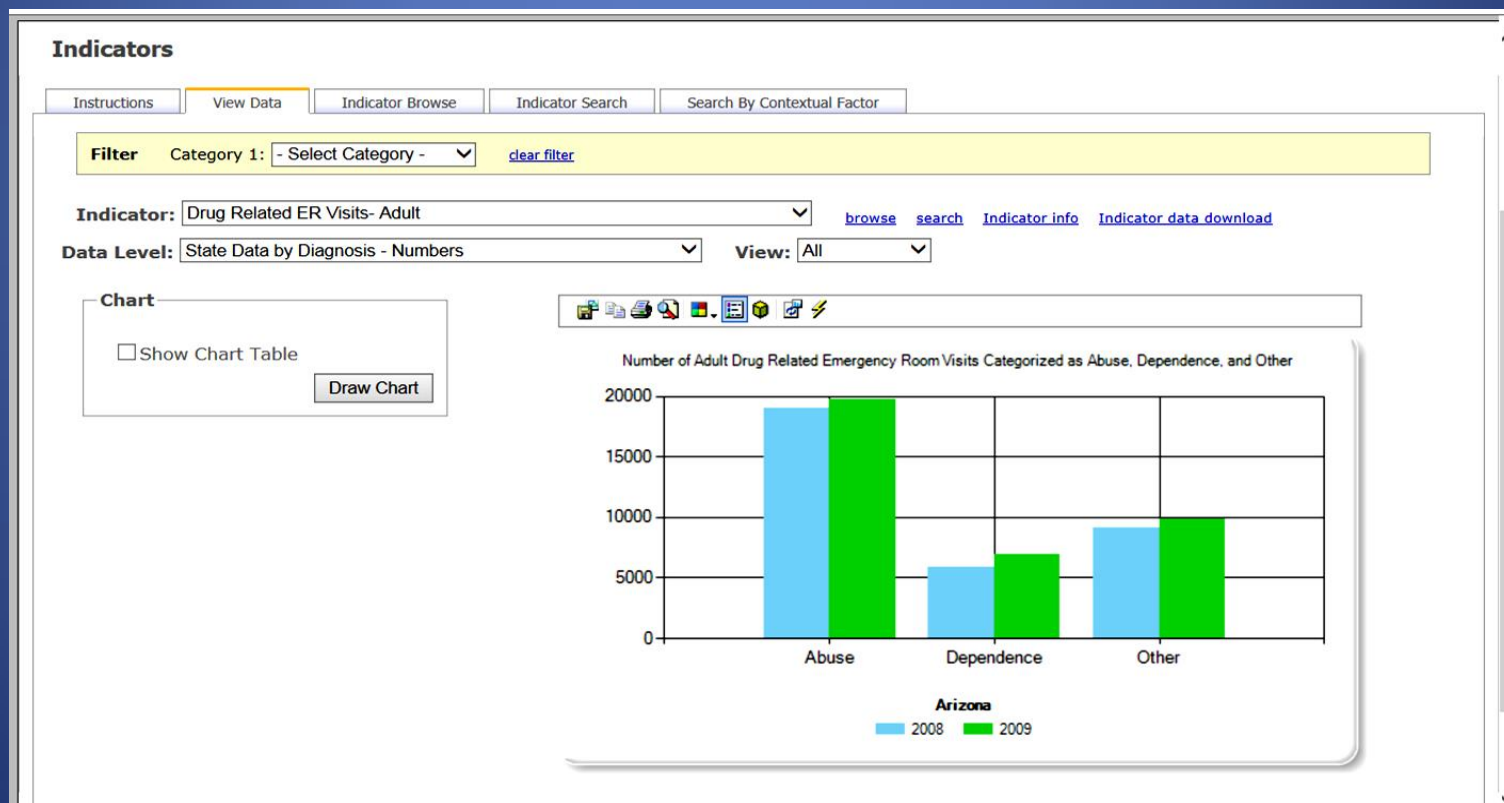 Indicators
Instructions View Data Indicator Browse Indicator Search Search By Contextual Factor
Filter Category 1: - Select Category - clear filter
Indicator: Drug Related ER Visits- Adult browse search Indicator info Indicator data download
Data Level: State Data by Diagnosis - Numbers View: All
Chart
Show Chart Table
Draw Chart
Number of Adult Drug Related Emergency Room Visits Categorized as Abuse, Dependence, and Other
20000
15000
10000
5000
0
Abuse Dependence Other
Arizona
2008 2009